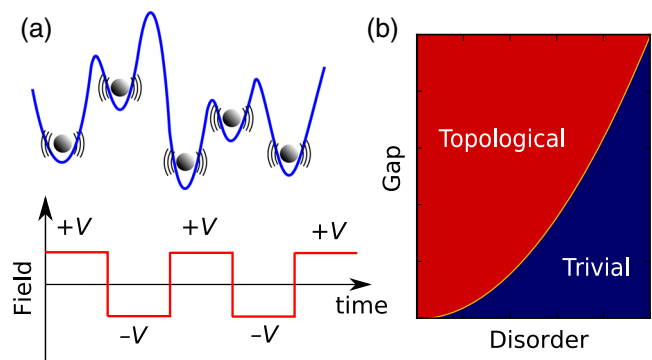 (a)
+V
+V
+V
Field
time
–V
–V
(b)
Topological
Gap
Trivial
Disorder